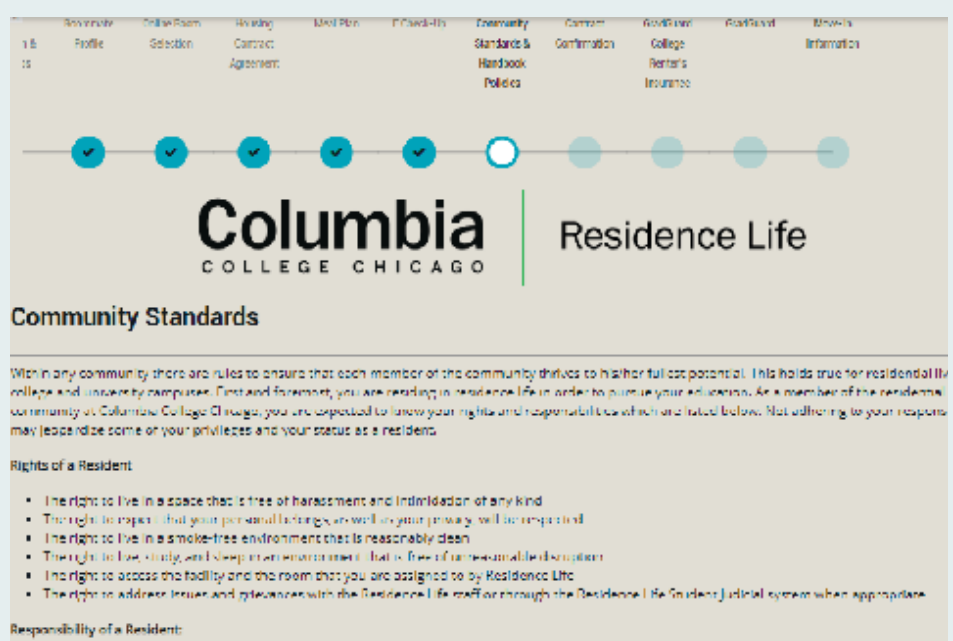 Roommate Online Room Housing Meal Plan Community Contract GradGuard GradGuard Move-In
n & Profile Selection Contract Standards & Confirmation College Information
es Agreement Handbook Renter's
Policies Insurance
Columbia
COLLEGE CHICAGO
Residence Life
Community Standards
Within any community there are rules to ensure that each member of the community thrives to his/her fullest potential. This holds true for residential liv
college and university campuses. First and foremost, you are residing in residence life in order to pursue your education. As a member of the residential
community at Columbia College Chicago, you are expected to know your rights and responsibilities which are listed below. Not adhering to your respons
may jeopardize some of your privileges and your status as a resident.
Rights of a Resident
• The right to live in a space that is free of harassment and intimidation of any kind
• The right to expect that your personal belongs, as well as your privacy, will be respected
• The right to live in a smoke-free environment that is reasonably clean
• The right to live, study, and sleep in an environment that is free of unreasonable disruption
• The right to access the facility and the room that you are assigned to by Residence Life
• The right to address issues and grievances with the Residence Life staff or through the Residence Life Student Judicial system when appropriate
Responsibility of a Resident: